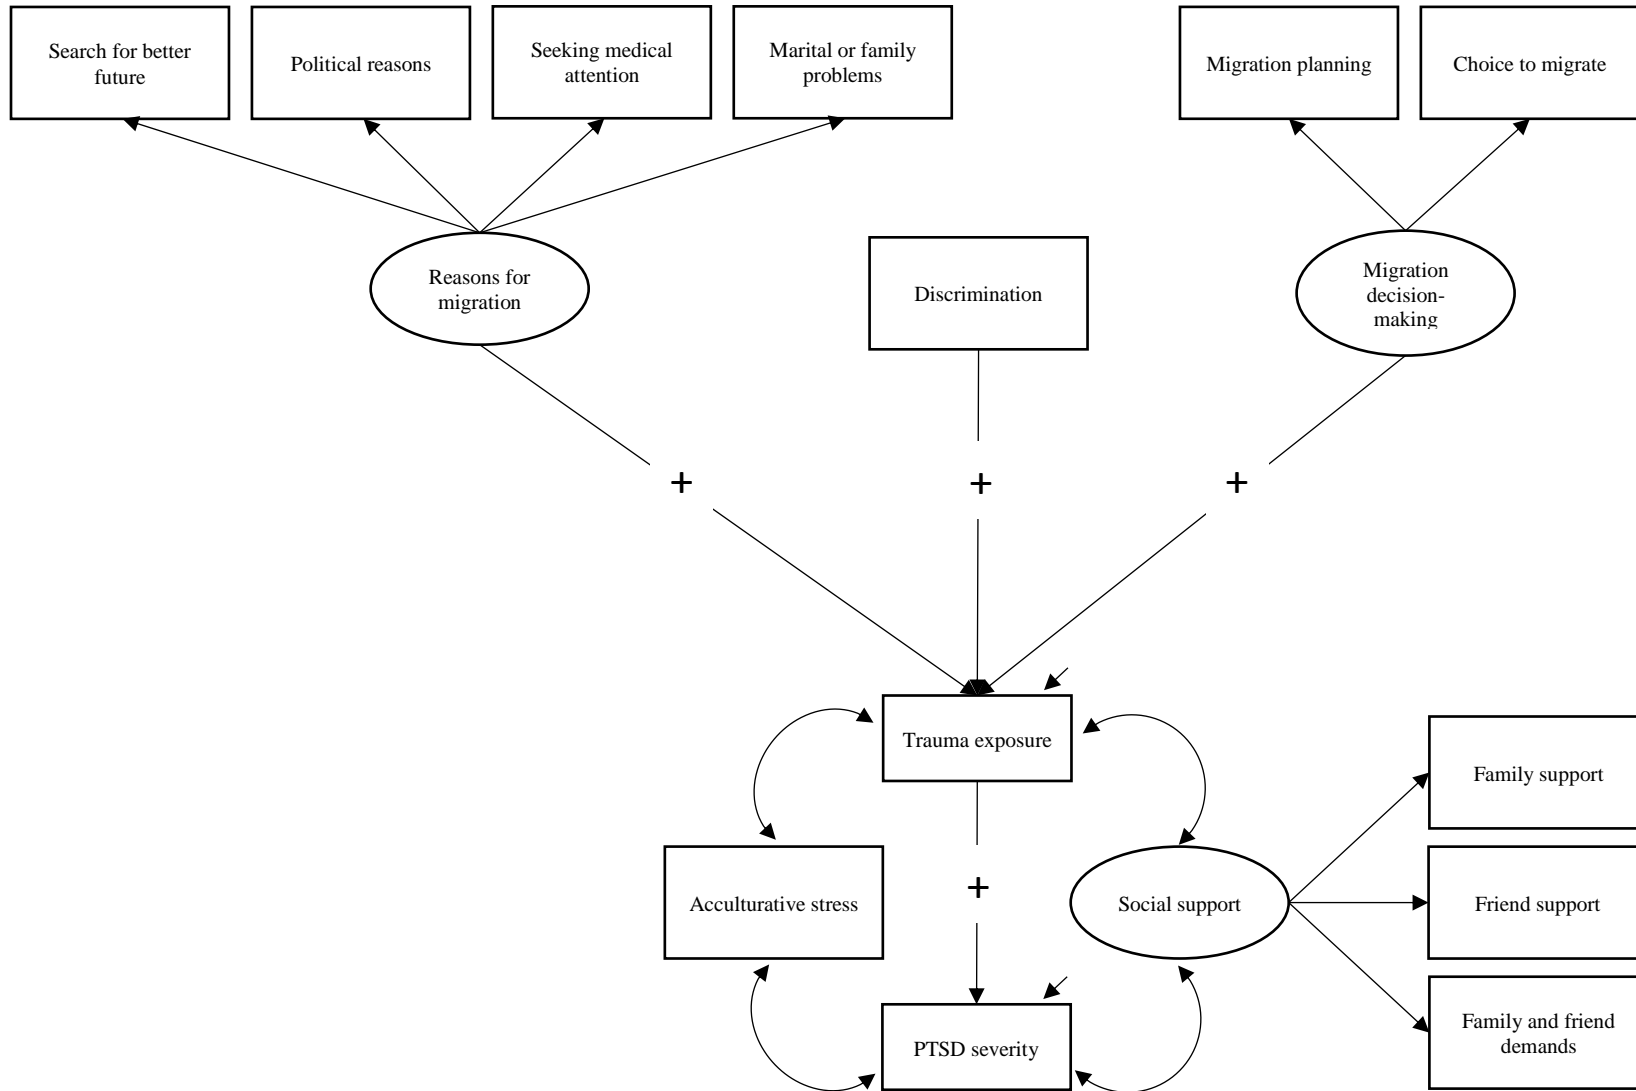 Search for better
future
Political reasons
Seeking medical
attention
Marital or family
problems
Migration planning
Choice to migrate
Reasons for
migration
Discrimination
Migration
decision-
making
+
+
+
Trauma exposure
Family support
Acculturative stress
+
Social support
Friend support
PTSD severity
Family and friend
demands